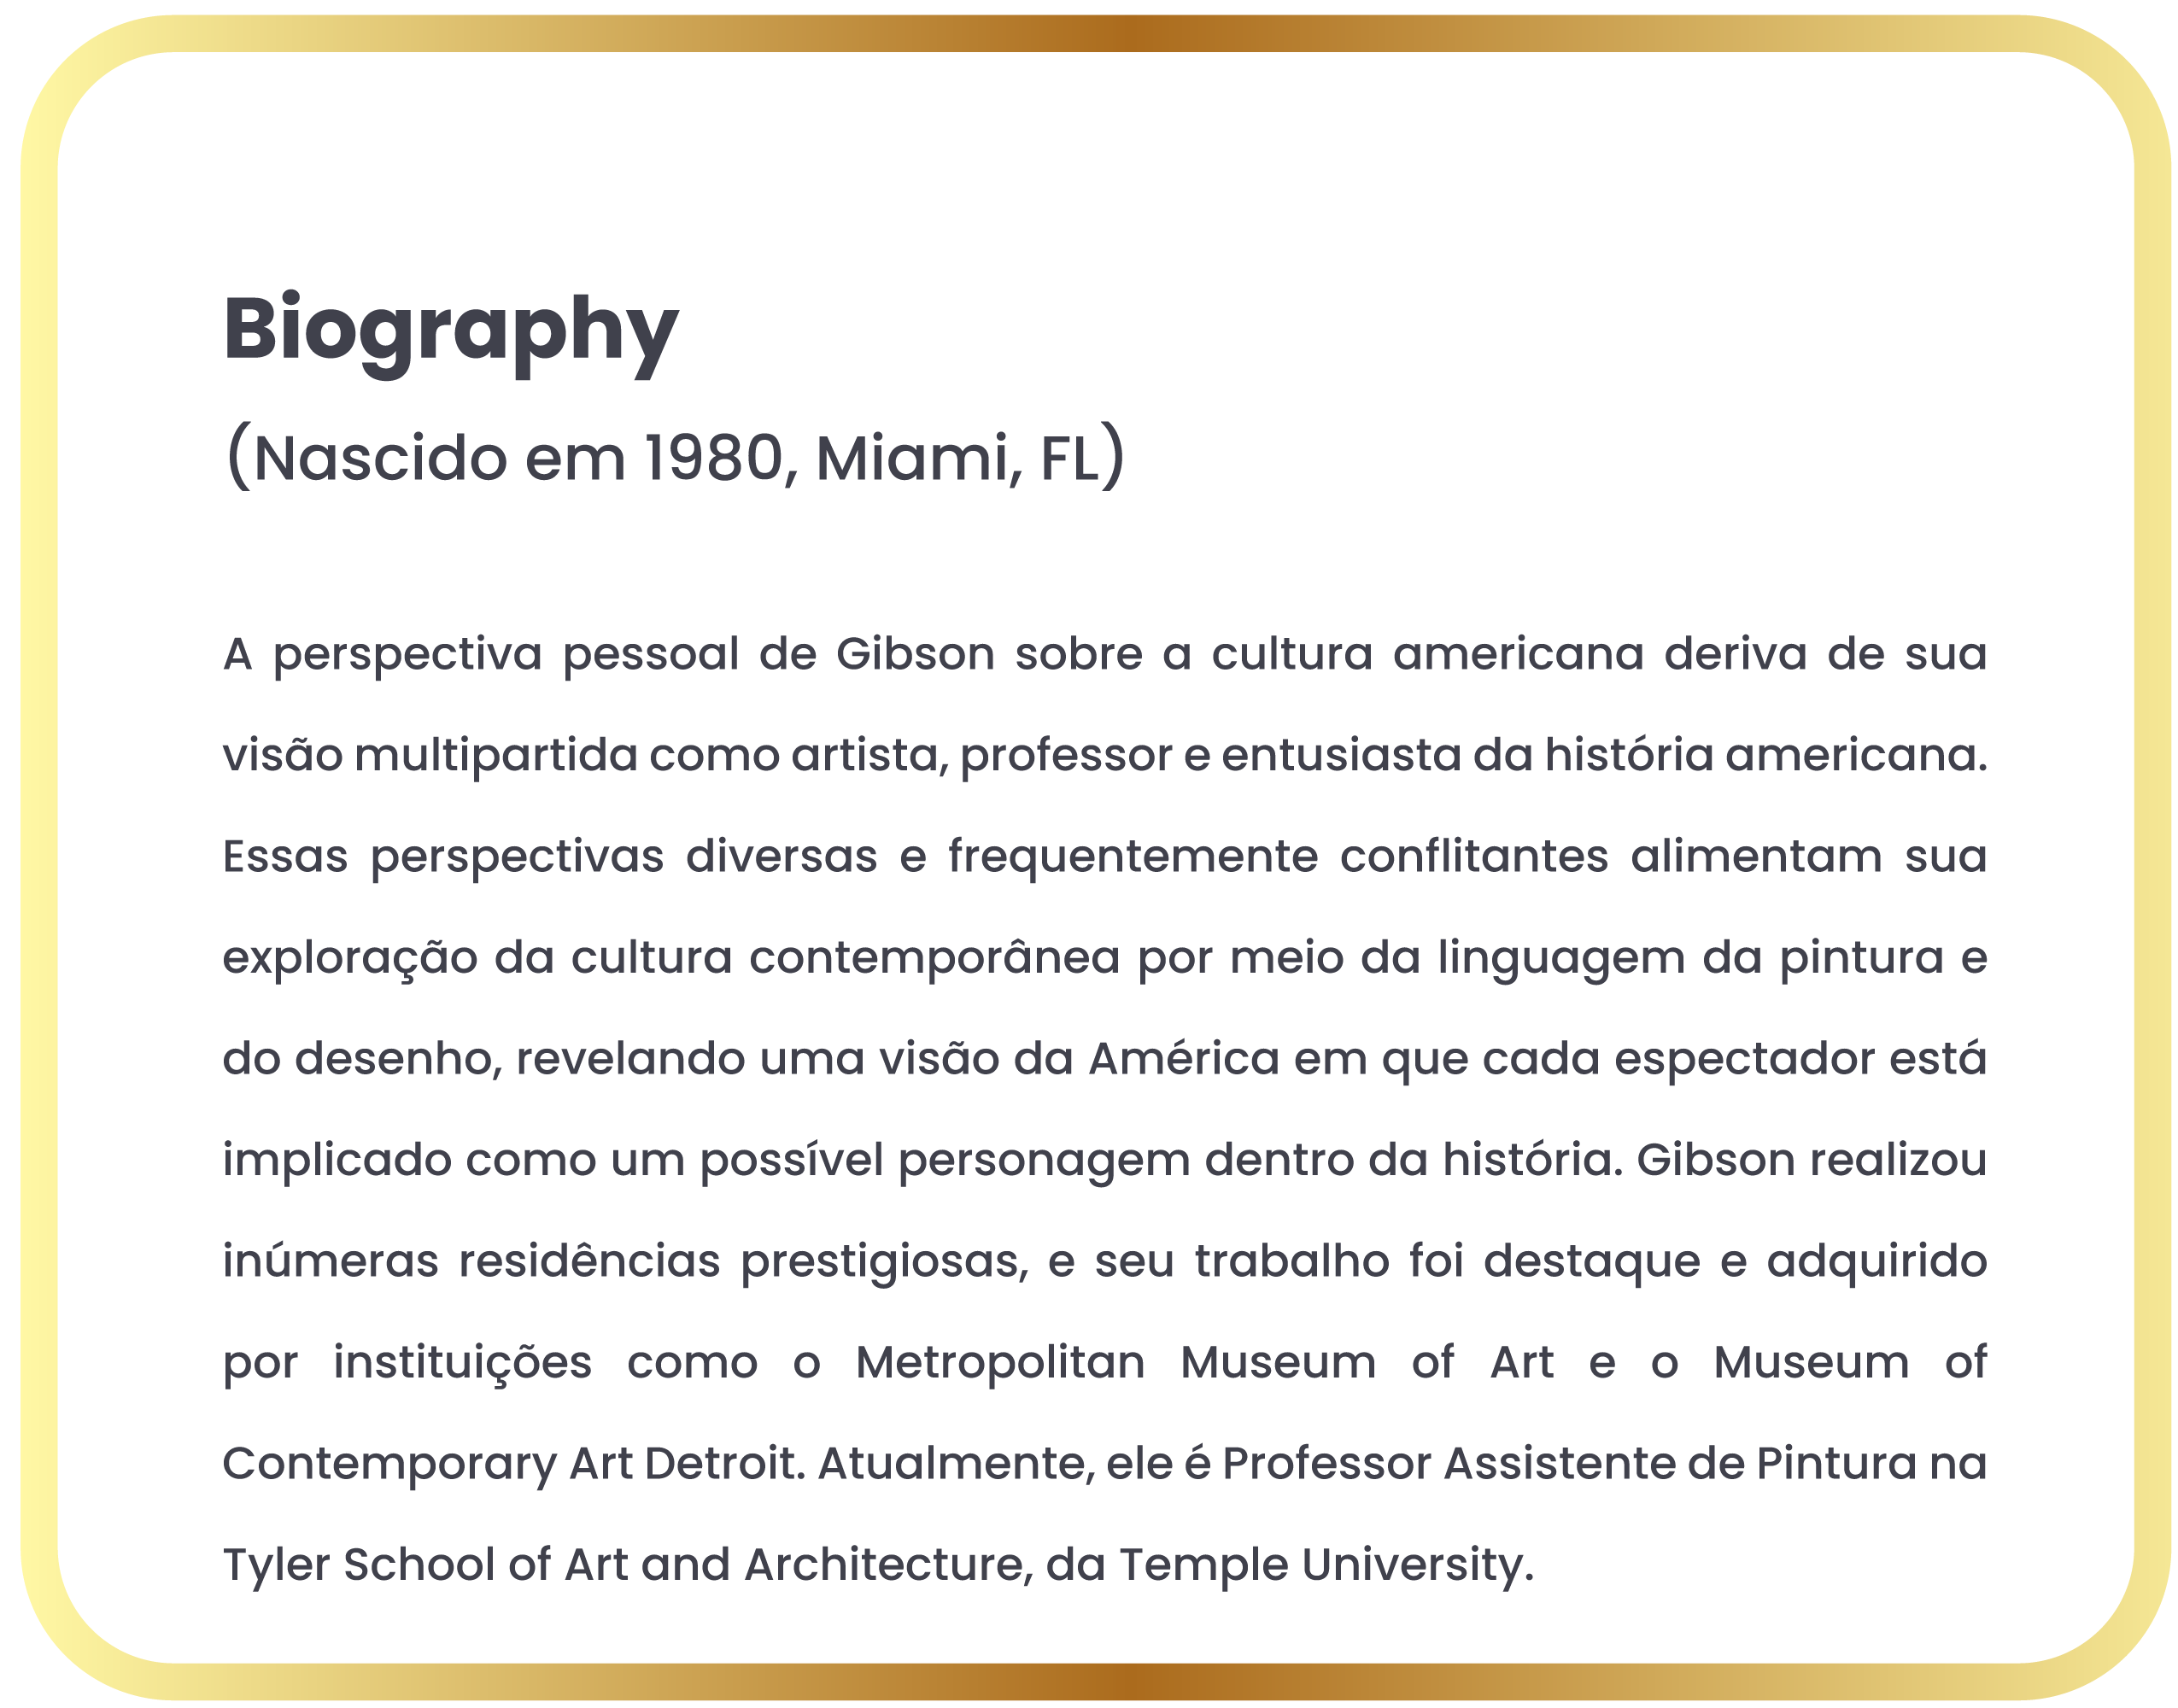 Biography
(Nascido em 1980, Miami, FL)
A perspectiva pessoal de Gibson sobre a cultura americana deriva de sua
visão multipartida como artista, professor e entusiasta da história americana.
Essas perspectivas diversas e frequentemente conflitantes alimentam sua
exploração da cultura contemporânea por meio da linguagem da pintura e
do desenho, revelando uma visão da América em que cada espectador está
implicado como um possível personagem dentro da história. Gibson realizou
inúmeras residências prestigiosas, e seu trabalho foi destaque e adquirido
por instituições como o Metropolitan Museum of Art e o Museum of
Contemporary Art Detroit. Atualmente, ele é Professor Assistente de Pintura na
Tyler School of Art and Architecture, da Temple University.